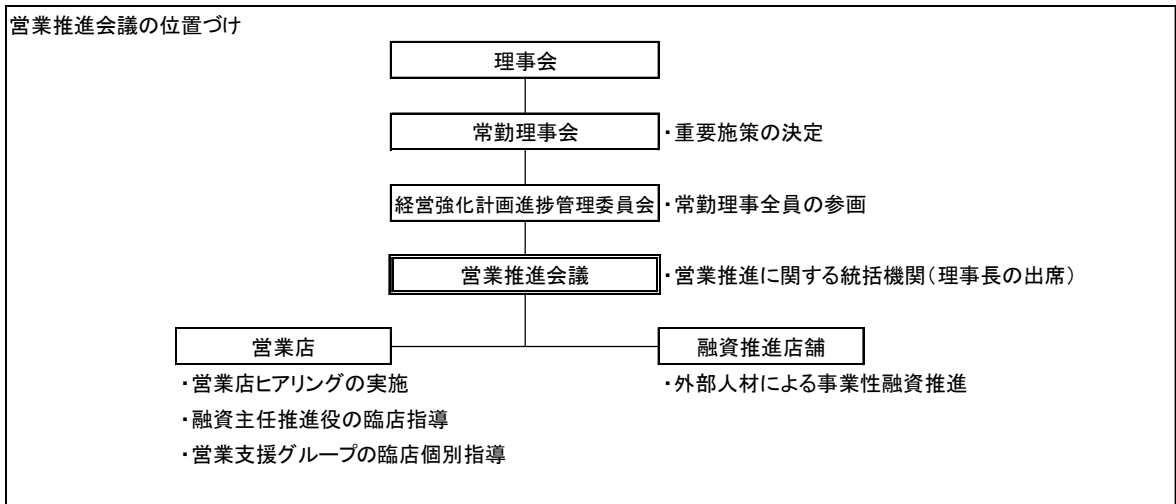 営業推進会議の位置づけ
理事会
常勤理事会
・重要施策の決定
経営強化計画進捗管理委員会
・常勤理事全員の参画
営業推進会議
・営業推進に関する統括機関（理事長の出席）
営業店
融資推進店舗
・営業店ヒアリングの実施
・外部人材による事業性融資推進
・融資主任推進役の臨店指導
・営業支援グループの臨店個別指導